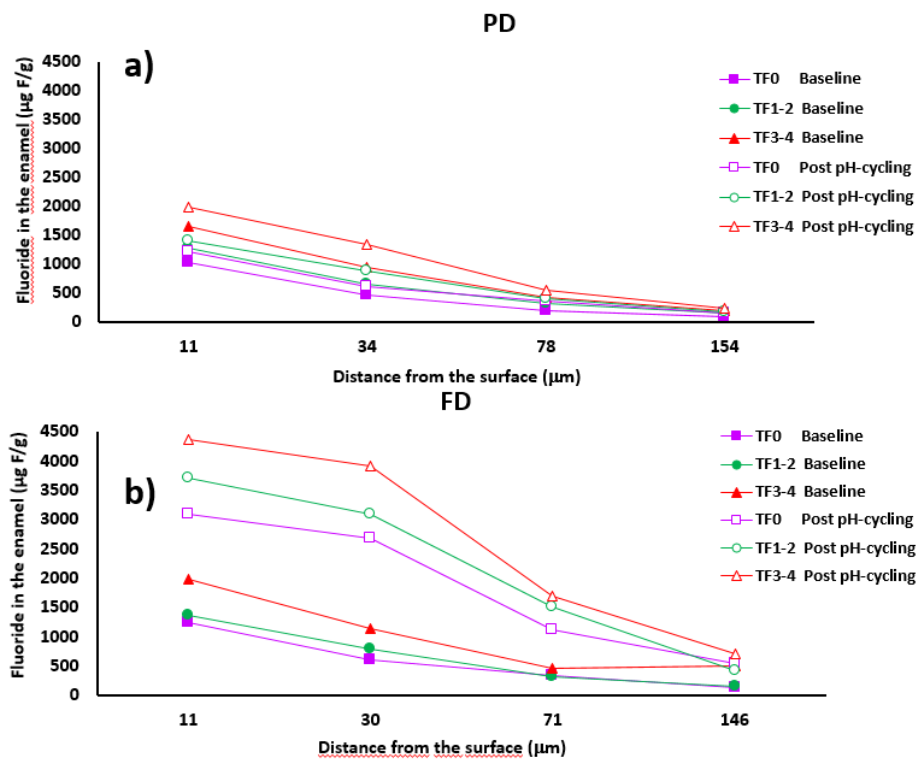 PD
a)
Fluoride in the enamel (µg F/g)
4500
4000
3500
3000
2500
2000
1500
1000
500
0
11 34 78 154
Distance from the surface (µm)
TF0 Baseline
TF1-2 Baseline
TF3-4 Baseline
TF0 Post pH-cycling
TF1-2 Post pH-cycling
TF3-4 Post pH-cycling
FD
b)
Fluoride in the enamel (µg F/g)
4500
4000
3500
3000
2500
2000
1500
1000
500
0
11 30 71 146
Distance from the surface (µm)
TF0 Baseline
TF1-2 Baseline
TF3-4 Baseline
TF0 Post pH-cycling
TF1-2 Post pH-cycling
TF3-4 Post pH-cycling